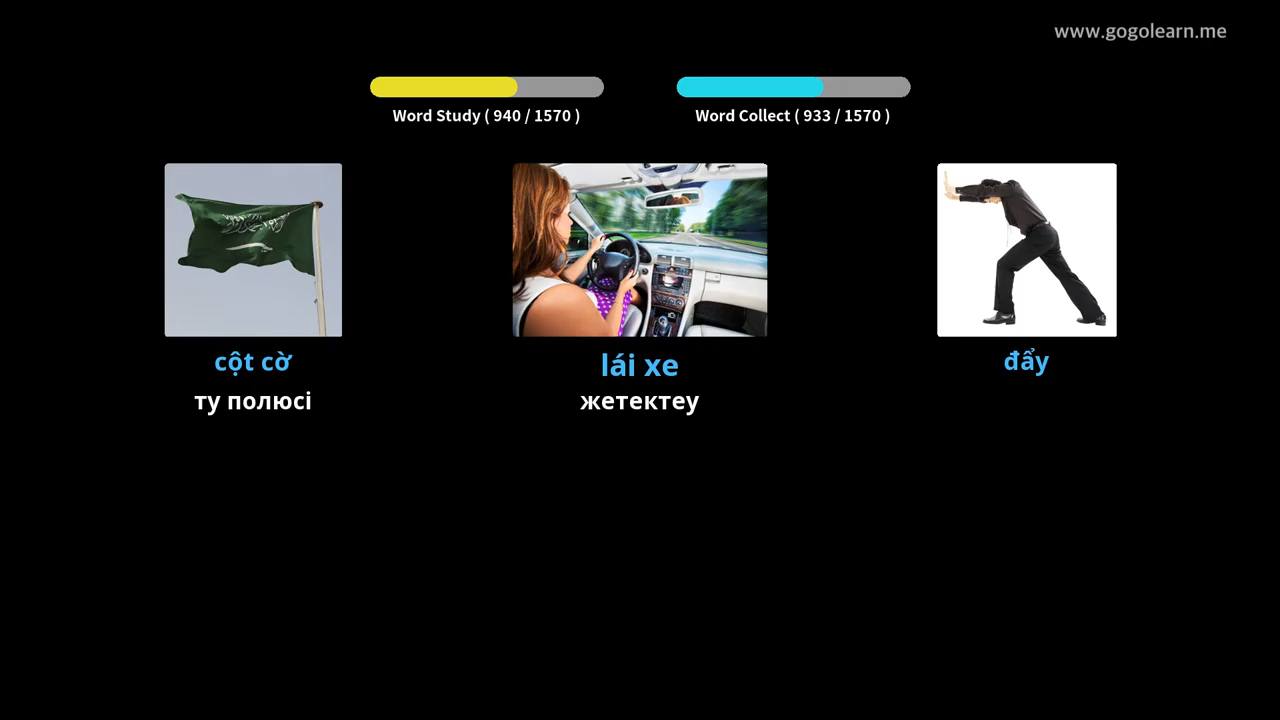 www.gogolearn.me
Word Study ( 940 / 1570 )
Word Collect ( 933 / 1570 )
cột cờ
ту полюсі
lái xe
жетектеу
đẩy